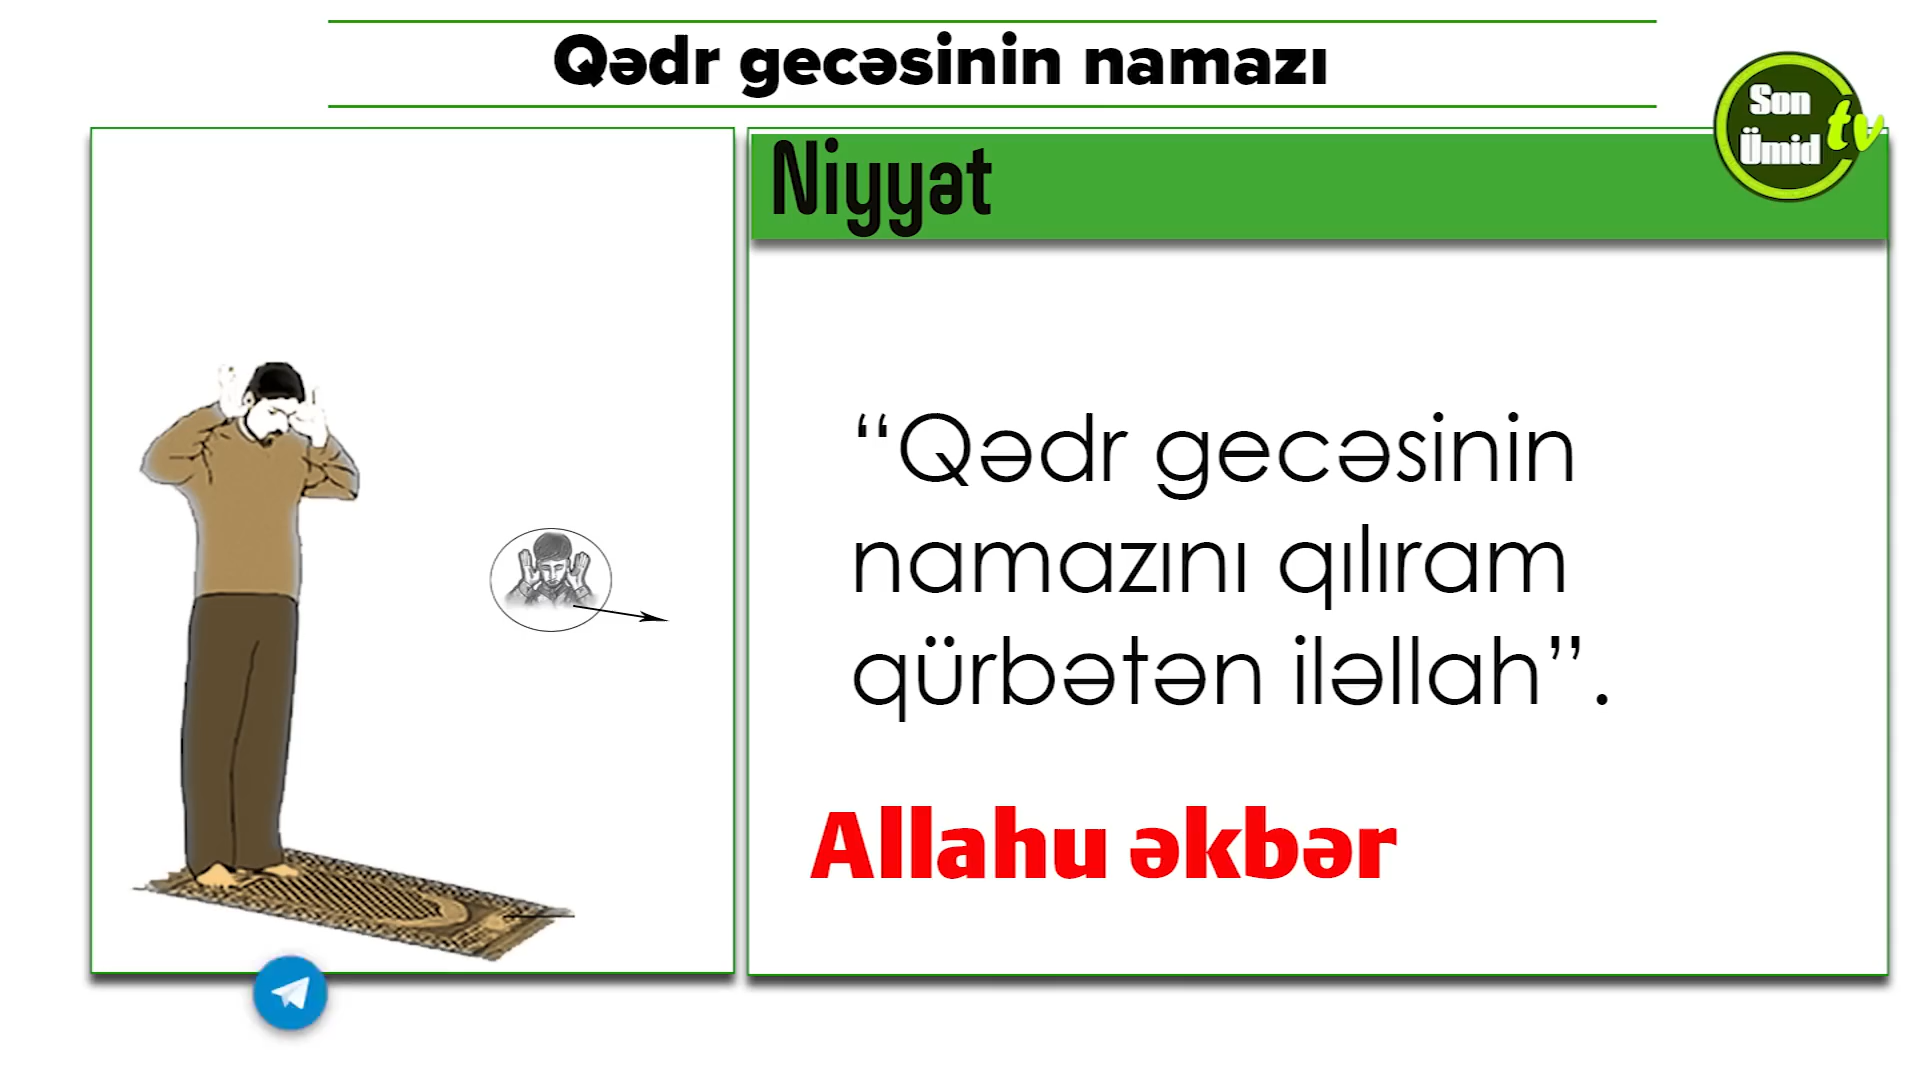 Qədr gecəsinin namazı
Son
Ümid
tv
Niyyət
“Qədr gecəsinin
namazını qılıram
qürbətən iləllah”.
Allahu əkbər